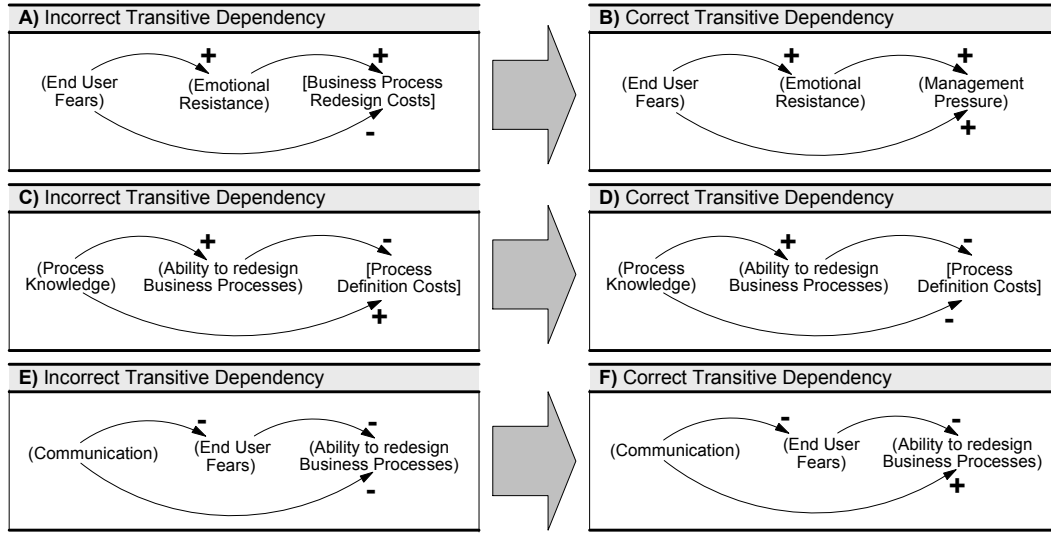 A) Incorrect Transitive Dependency
+
+
(End User
Fears)
(Emotional
Resistance)
[Business Process
Redesign Costs]
-
B) Correct Transitive Dependency
+
+
(End User
Fears)
(Emotional
Resistance)
(Management
Pressure)
+
C) Incorrect Transitive Dependency
+
-
(Process
Knowledge)
(Ability to redesign
Business Processes)
[Process
Definition Costs]
+
D) Correct Transitive Dependency
+
-
(Process
Knowledge)
(Ability to redesign
Business Processes)
[Process
Definition Costs]
-
E) Incorrect Transitive Dependency
-
-
(Communication)
(End User
Fears)
(Ability to redesign
Business Processes)
-
F) Correct Transitive Dependency
-
-
(Communication)
(End User
Fears)
(Ability to redesign
Business Processes)
+